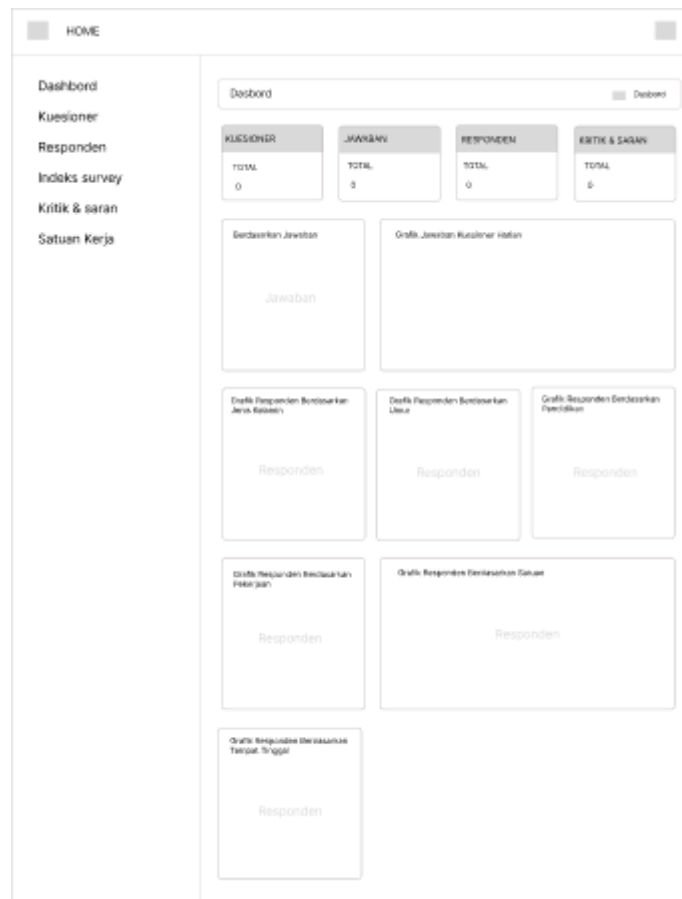 HOME
Dashbord
Kuesioner
Responden
Indeks survey
Kritik & saran
Satuan Kerja
Dasbord
Dasbord
KUESIONER
TOTAL
0
JAWABAN
TOTAL
0
RESPONDEN
TOTAL
0
KRITIK & SARAN
TOTAL
0
Berdasarkan Jawaban
Jawaban
Grafik Jawaban Kuesioner Harian
Grafik Responden Berdasarkan
Jenis Kelamin
Responden
Grafik Responden Berdasarkan
Umur
Responden
Grafik Responden Berdasarkan
Pendidikan
Responden
Grafik Responden Berdasarkan
Pekerjaan
Responden
Grafik Responden Berdasarkan Satuan
Responden
Grafik Responden Berdasarkan
Tempat Tinggal
Responden